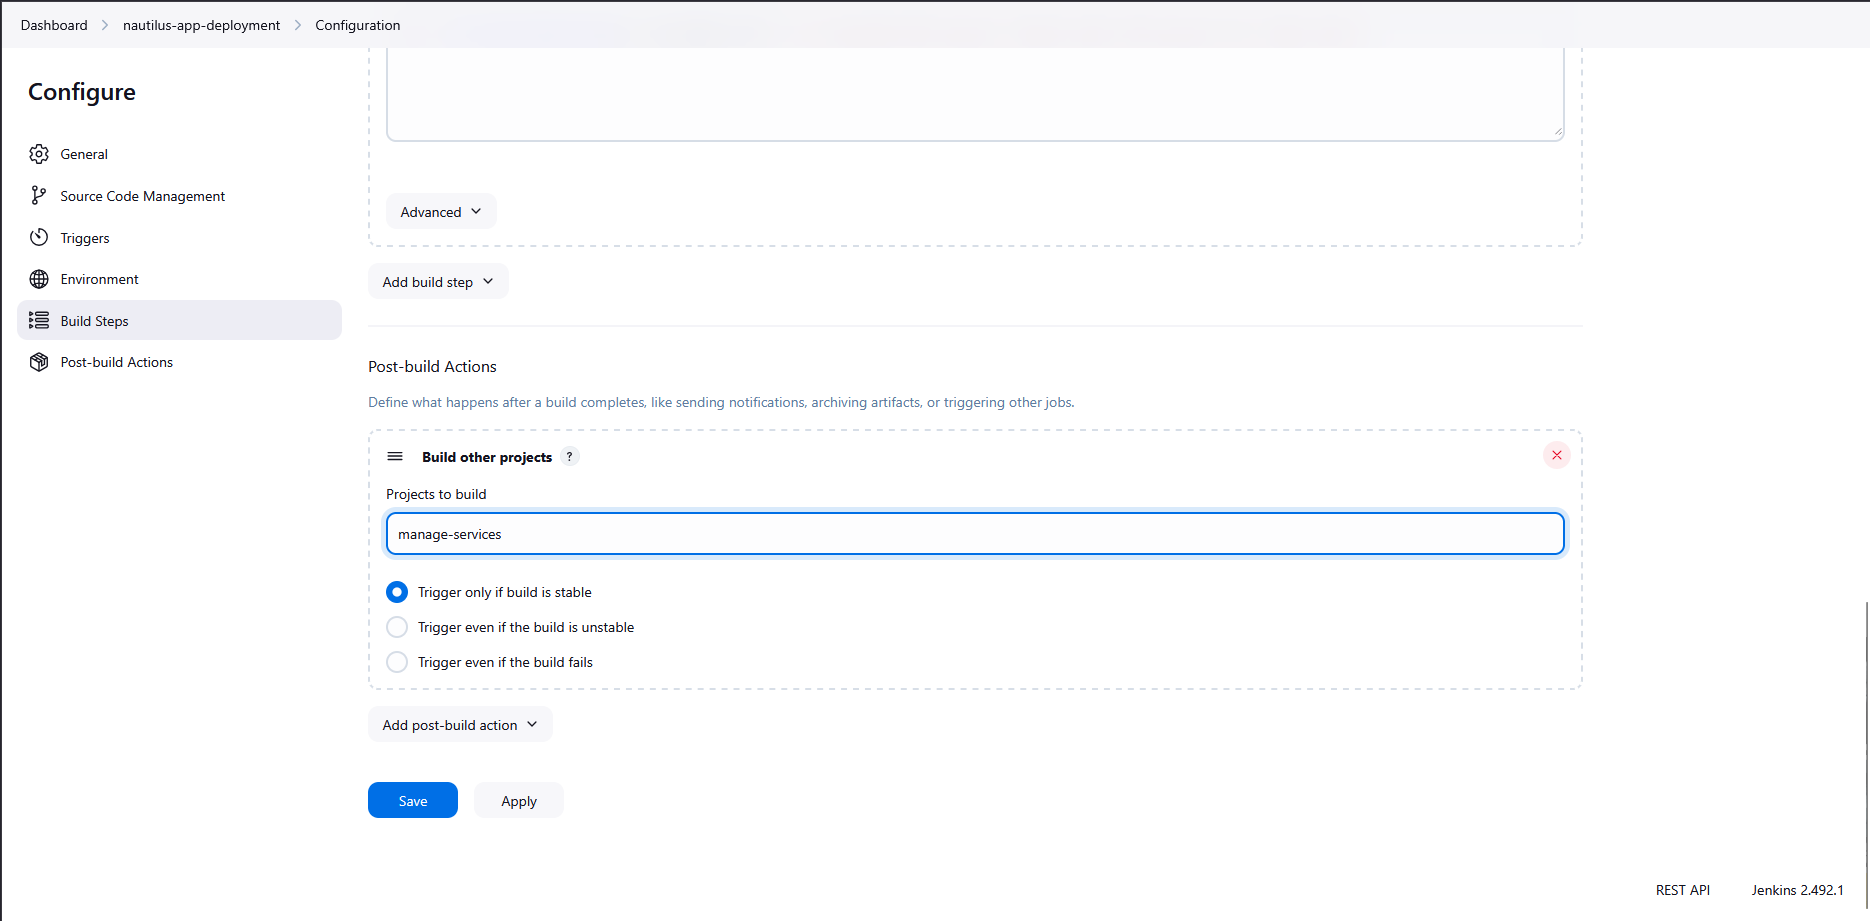 Dashboard > nautilus-app-deployment > Configuration
Configure
General
Source Code Management
Triggers
Environment
Build Steps
Post-build Actions
Advanced
Add build step
Post-build Actions
Define what happens after a build completes, like sending notifications, archiving artifacts, or triggering other jobs.
Build other projects ?
Projects to build
manage-services
Trigger only if build is stable
Trigger even if the build is unstable
Trigger even if the build fails
Add post-build action
Save Apply
REST API Jenkins 2.492.1